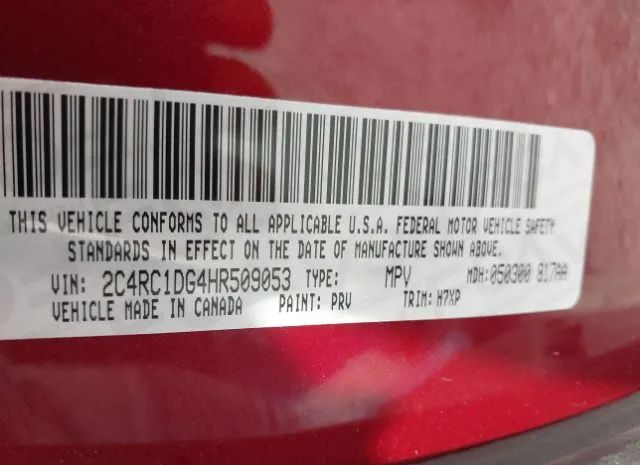 THIS VEHICLE CONFORMS TO ALL APPLICABLE U.S.A. FEDERAL MOTOR VEHICLE SAFETY
STANDARDS IN EFFECT ON THE DATE OF MANUFACTURE SHOWN ABOVE.
VIN: 2C4RC1DG4HR509053 TYPE: MPV MDH: 050300 817AA
VEHICLE MADE IN CANADA PAINT: PRV TRIM: H7XP